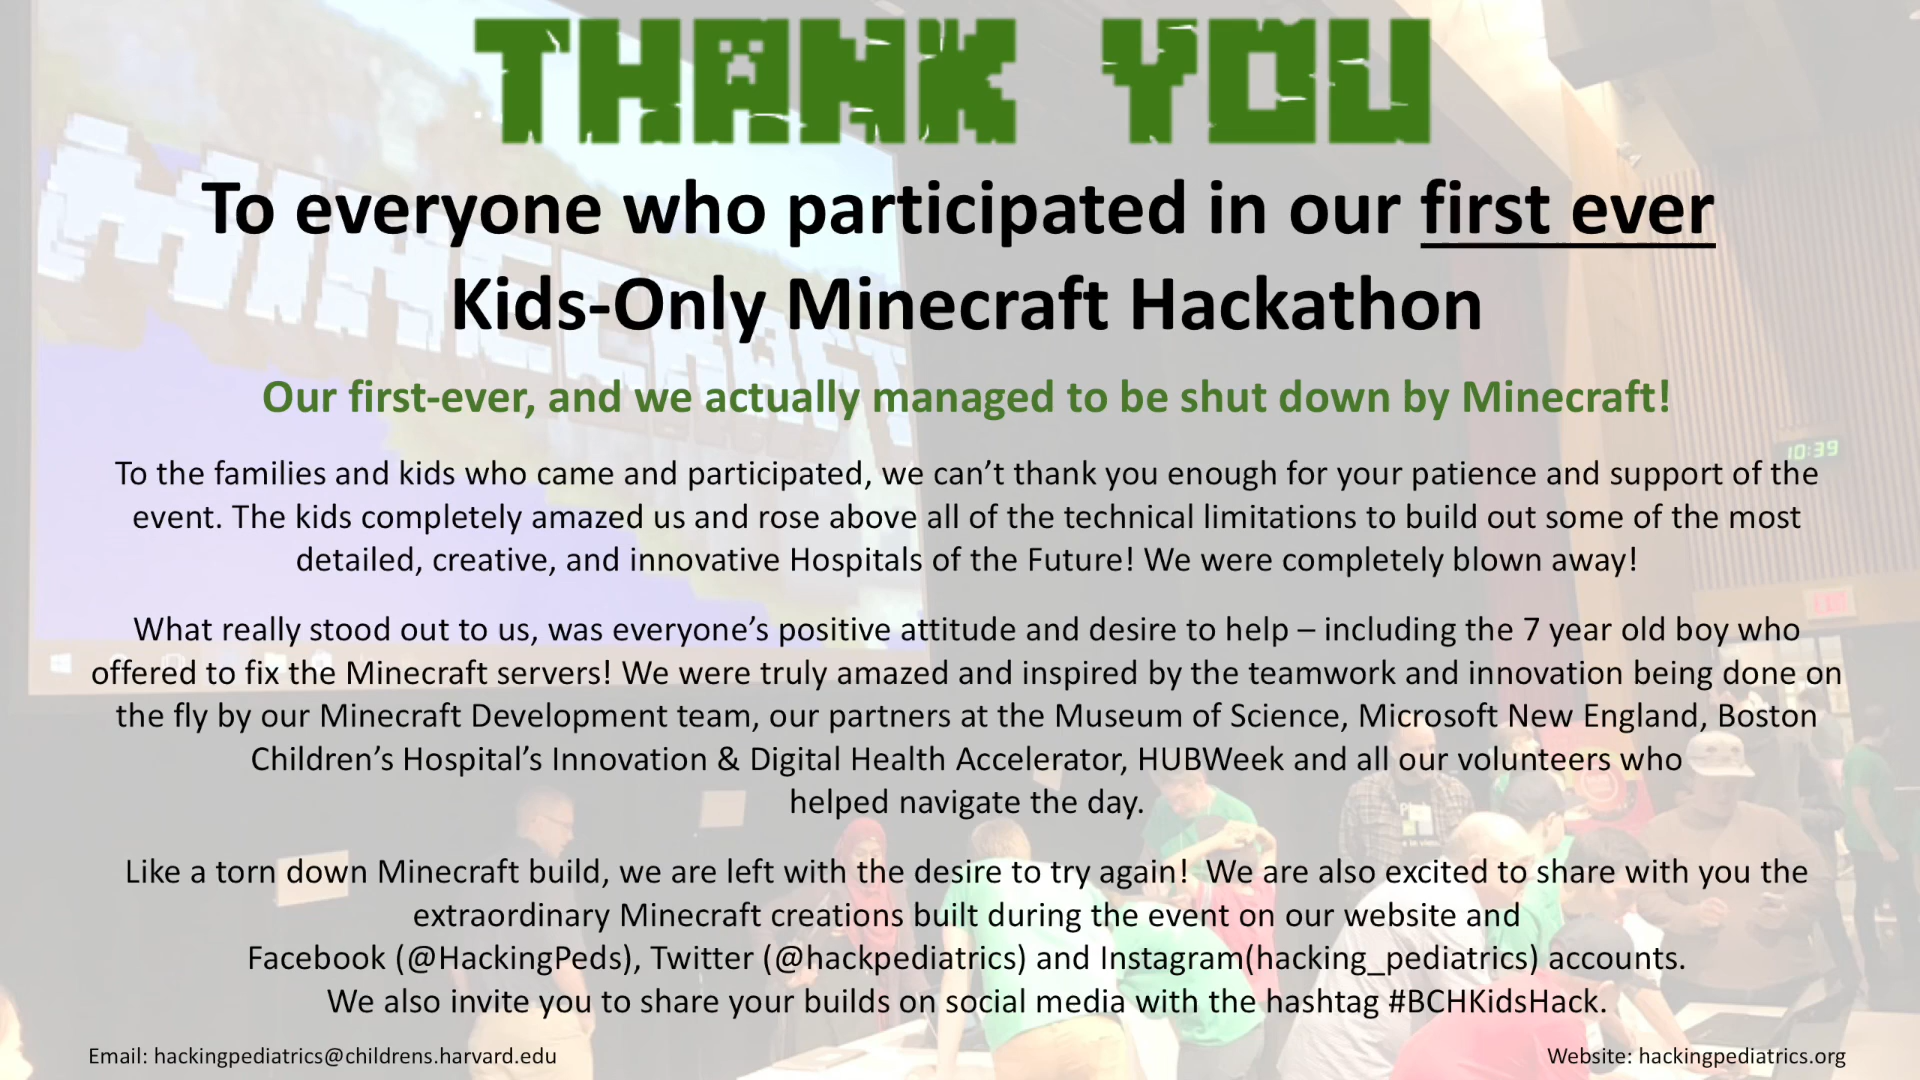 THANK YOU
To everyone who participated in our first ever
Kids-Only Minecraft Hackathon
Our first-ever, and we actually managed to be shut down by Minecraft!
To the families and kids who came and participated, we can’t thank you enough for your patience and support of the
event. The kids completely amazed us and rose above all of the technical limitations to build out some of the most
detailed, creative, and innovative Hospitals of the Future! We were completely blown away!
What really stood out to us, was everyone’s positive attitude and desire to help – including the 7 year old boy who
offered to fix the Minecraft servers! We were truly amazed and inspired by the teamwork and innovation being done on
the fly by our Minecraft Development team, our partners at the Museum of Science, Microsoft New England, Boston
Children’s Hospital’s Innovation & Digital Health Accelerator, HUBWeek and all our volunteers who
helped navigate the day.
Like a torn down Minecraft build, we are left with the desire to try again!  We are also excited to share with you the
extraordinary Minecraft creations built during the event on our website and
Facebook (@HackingPeds), Twitter (@hackpediatrics) and Instagram(hacking_pediatrics) accounts.
We also invite you to share your builds on social media with the hashtag #BCHKidsHack.
Email: hackingpediatrics@childrens.harvard.edu
Website: hackingpediatrics.org
MINECRAFT
10:39
EXIT